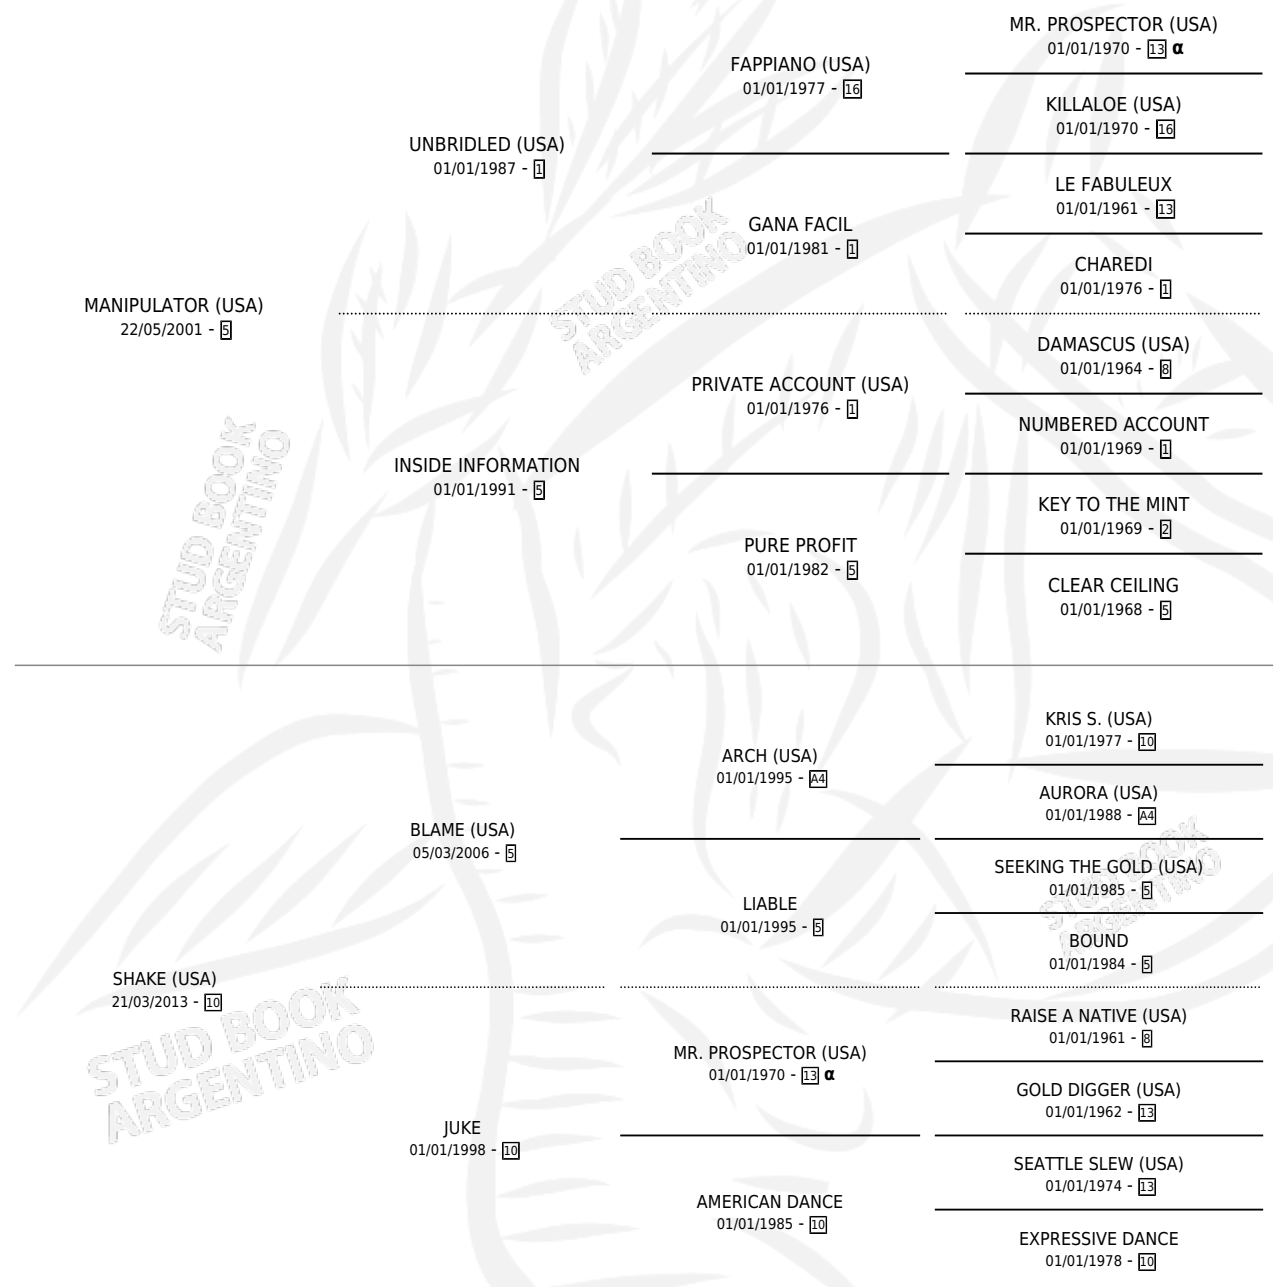 MR. PROSPECTOR (USA)
01/01/1970 - 13 α
FAPPIANO (USA)
01/01/1977 - 16
KILLALOE (USA)
01/01/1970 - 16
UNBRIDLED (USA)
01/01/1987 - 1
LE FABULEUX
01/01/1961 - 13
GANA FACIL
01/01/1981 - 1
CHAREDI
01/01/1976 - 1
MANIPULATOR (USA)
22/05/2001 - 5
DAMASCUS (USA)
01/01/1964 - 8
PRIVATE ACCOUNT (USA)
01/01/1976 - 1
NUMBERED ACCOUNT
01/01/1969 - 1
INSIDE INFORMATION
01/01/1991 - 5
KEY TO THE MINT
01/01/1969 - 2
PURE PROFIT
01/01/1982 - 5
CLEAR CEILING
01/01/1968 - 5
KRIS S. (USA)
01/01/1977 - 10
ARCH (USA)
01/01/1995 - A4
AURORA (USA)
01/01/1988 - A4
BLAME (USA)
05/03/2006 - 5
SEEKING THE GOLD (USA)
01/01/1985 - 5
LIABLE
01/01/1995 - 5
BOUND
01/01/1984 - 5
SHAKE (USA)
21/03/2013 - 10
RAISE A NATIVE (USA)
01/01/1961 - 8
MR. PROSPECTOR (USA)
01/01/1970 - 13 α
GOLD DIGGER (USA)
01/01/1962 - 13
JUKE
01/01/1998 - 10
SEATTLE SLEW (USA)
01/01/1974 - 13
AMERICAN DANCE
01/01/1985 - 10
EXPRESSIVE DANCE
01/01/1978 - 10
STUD BOOK
ARGENTINO
STUD BOOK
ARGENTINO
STUD BOOK
ARGENTINO
STUD BOOK
ARGENTINO